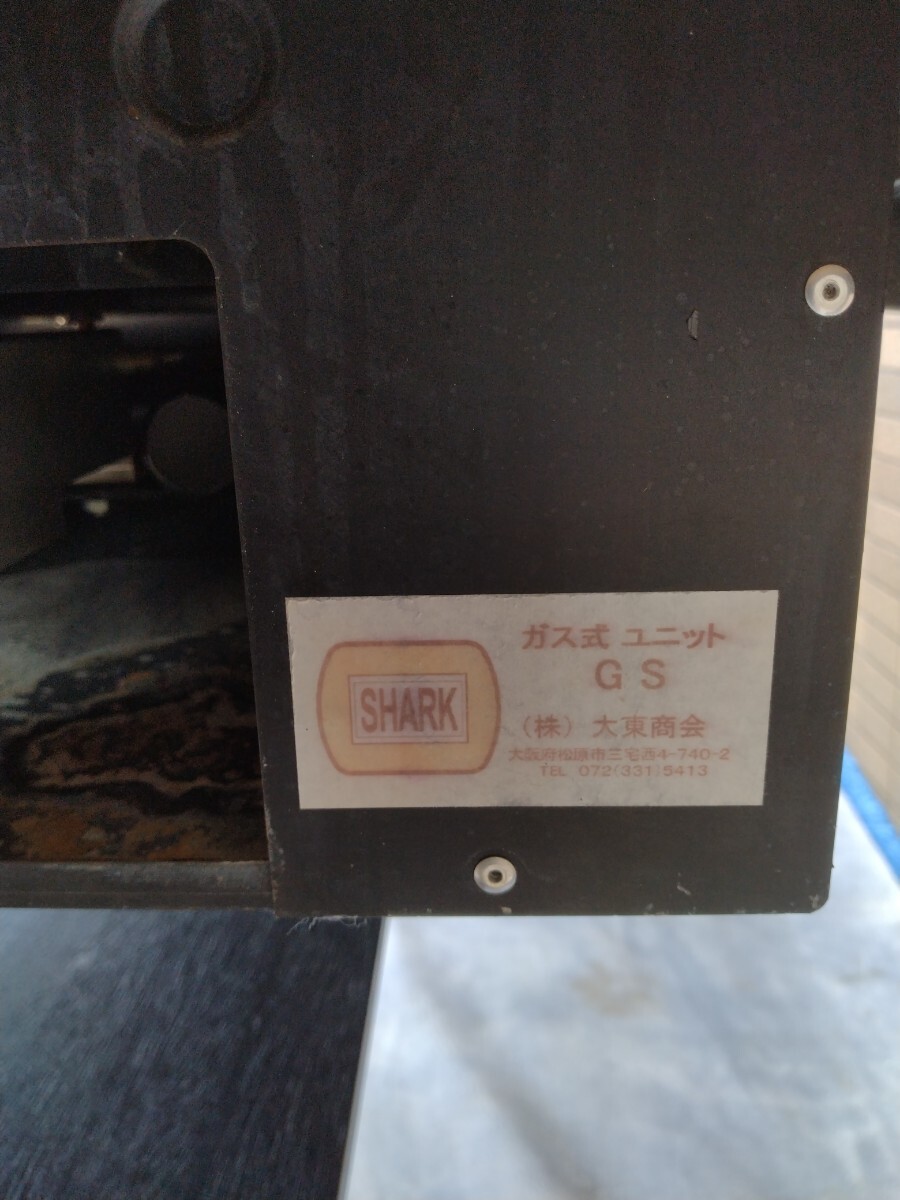 SHARK
ガス式 ユニット
GS
（株）大東商会
大阪府松原市三宅西4-740-2
TEL 072(331)5413